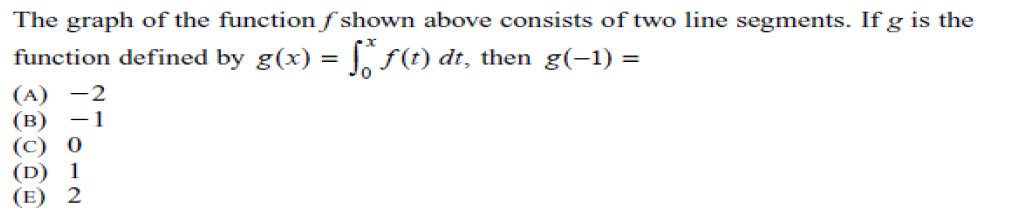 The graph of the function f shown above consists of two line segments. If g is the
function defined by g(x) = ∫₀ˣ f(t) dt, then g(−1) =
(A) −2
(B) −1
(C) 0
(D) 1
(E) 2